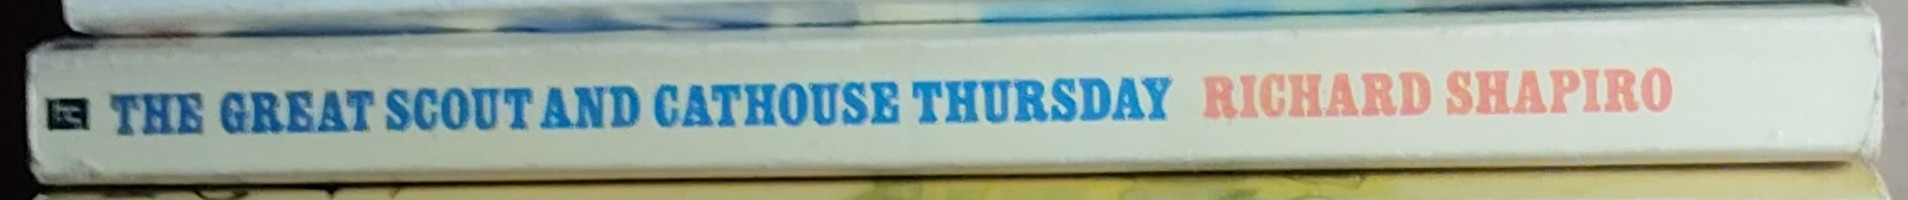 THE GREAT SCOUT AND CATHOUSE THURSDAY RICHARD SHAPIRO